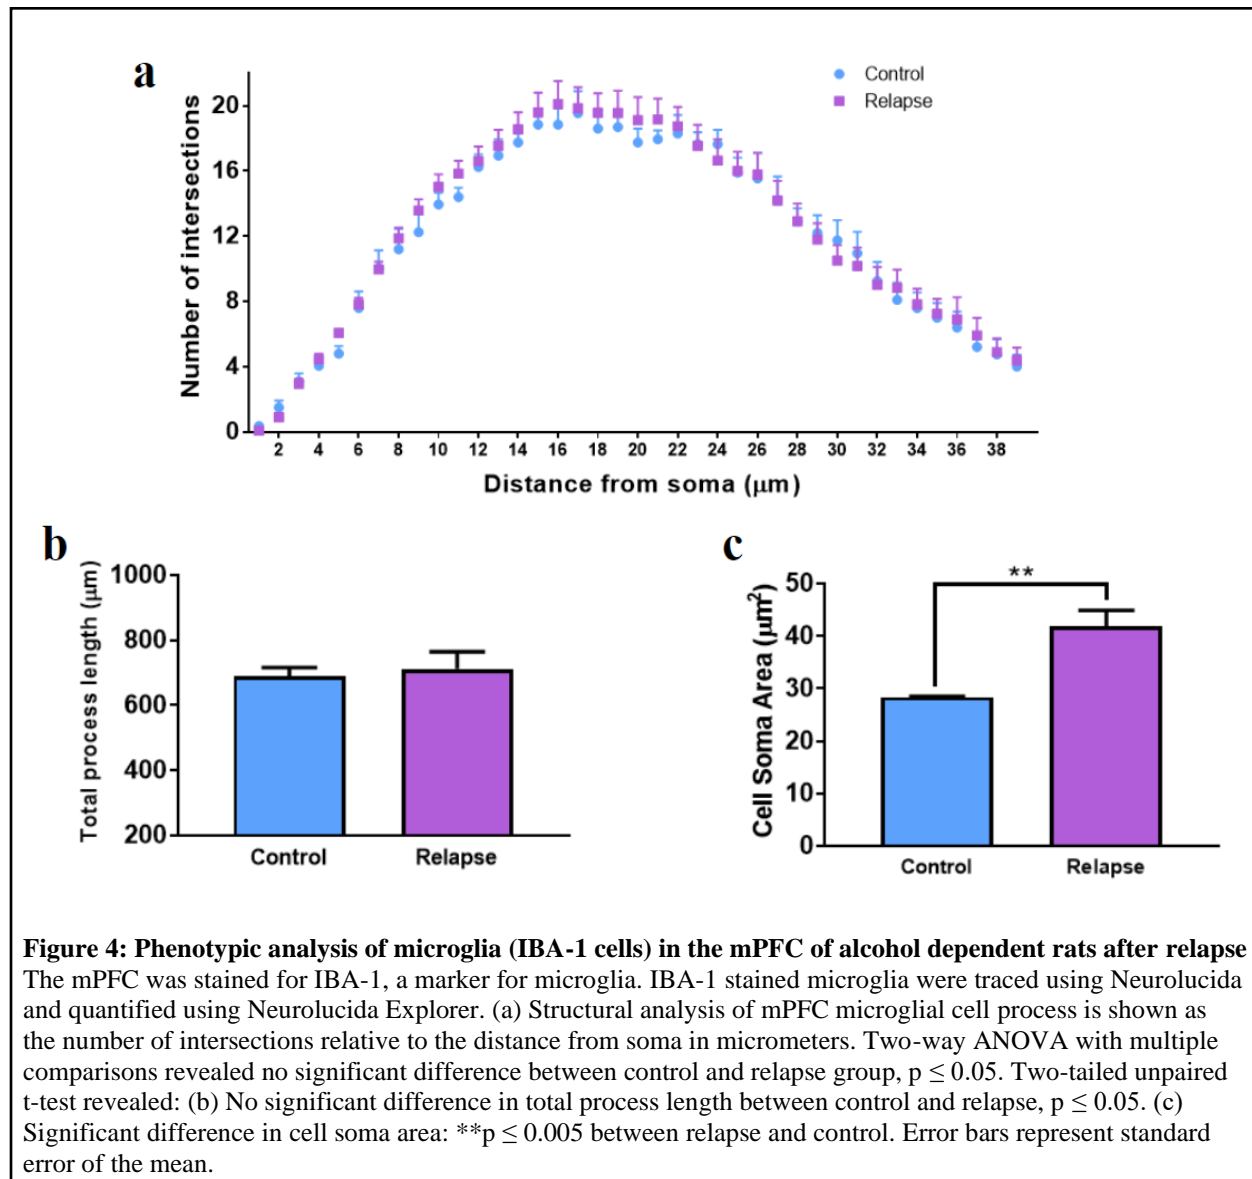 a
Number of intersections
20
16
12
8
4
0
Control
Relapse
2 4 6 8 10 12 14 16 18 20 22 24 26 28 30 32 34 36 38
Distance from soma (µm)
b
Total process length (µm)
1000
800
600
400
200
Control Relapse
c
Cell Soma Area (µm²)
50
40
30
20
10
0
**
Control Relapse
Figure 4: Phenotypic analysis of microglia (IBA-1 cells) in the mPFC of alcohol dependent rats after relapse
The mPFC was stained for IBA-1, a marker for microglia. IBA-1 stained microglia were traced using Neurolucida
and quantified using Neurolucida Explorer. (a) Structural analysis of mPFC microglial cell process is shown as
the number of intersections relative to the distance from soma in micrometers. Two-way ANOVA with multiple
comparisons revealed no significant difference between control and relapse group, p ≤ 0.05. Two-tailed unpaired
t-test revealed: (b) No significant difference in total process length between control and relapse, p ≤ 0.05. (c)
Significant difference in cell soma area: **p ≤ 0.005 between relapse and control. Error bars represent standard
error of the mean.